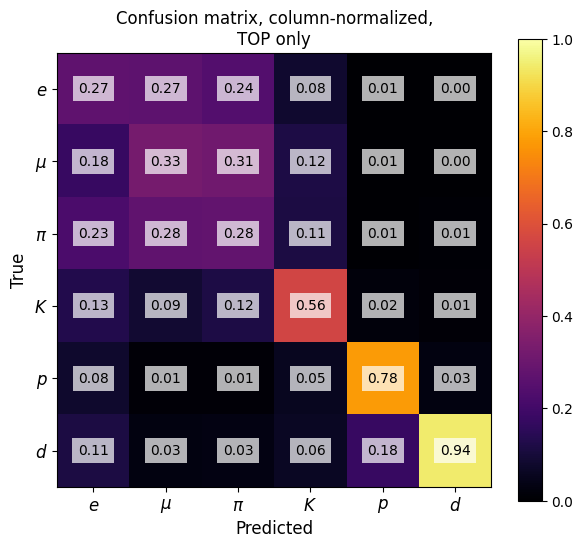 Confusion matrix, column-normalized,
TOP only
True
e 0.27 0.27 0.24 0.08 0.01 0.00
μ 0.18 0.33 0.31 0.12 0.01 0.00
π 0.23 0.28 0.28 0.11 0.01 0.01
K 0.13 0.09 0.12 0.56 0.02 0.01
p 0.08 0.01 0.01 0.05 0.78 0.03
d 0.11 0.03 0.03 0.06 0.18 0.94
e μ π K p d
Predicted
1.0
0.8
0.6
0.4
0.2
0.0